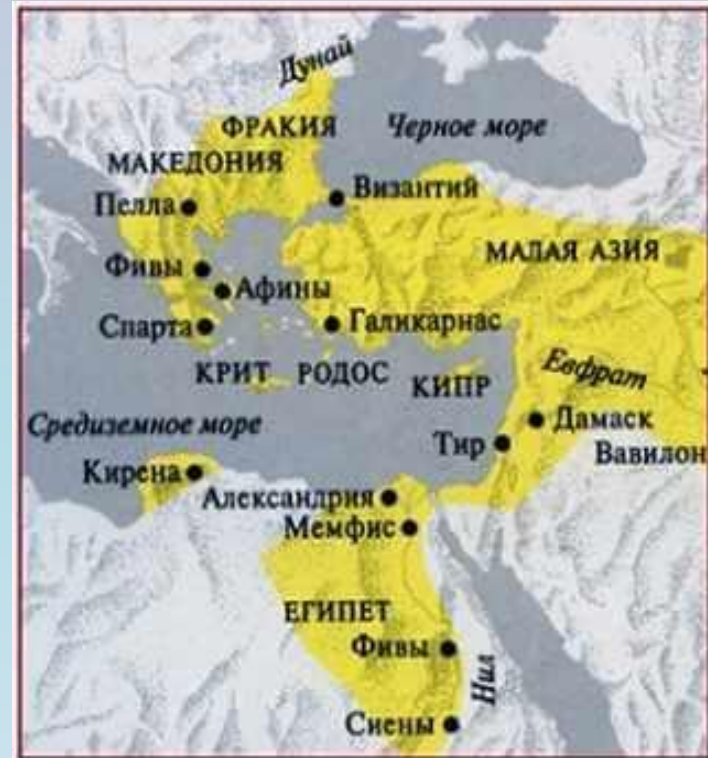 Дунай
ФРАКИЯ
Черное море
МАКЕДОНИЯ
Пелла
Византий
МАЛАЯ АЗИЯ
Фивы
Афины
Спарта
Галикарнас
КРИТ
РОДОС
КИПР
Евфрат
Средиземное море
Дамаск
Тир
Вавилон
Кирена
Александрия
Мемфис
ЕГИПЕТ
Фивы
Нил
Сиены